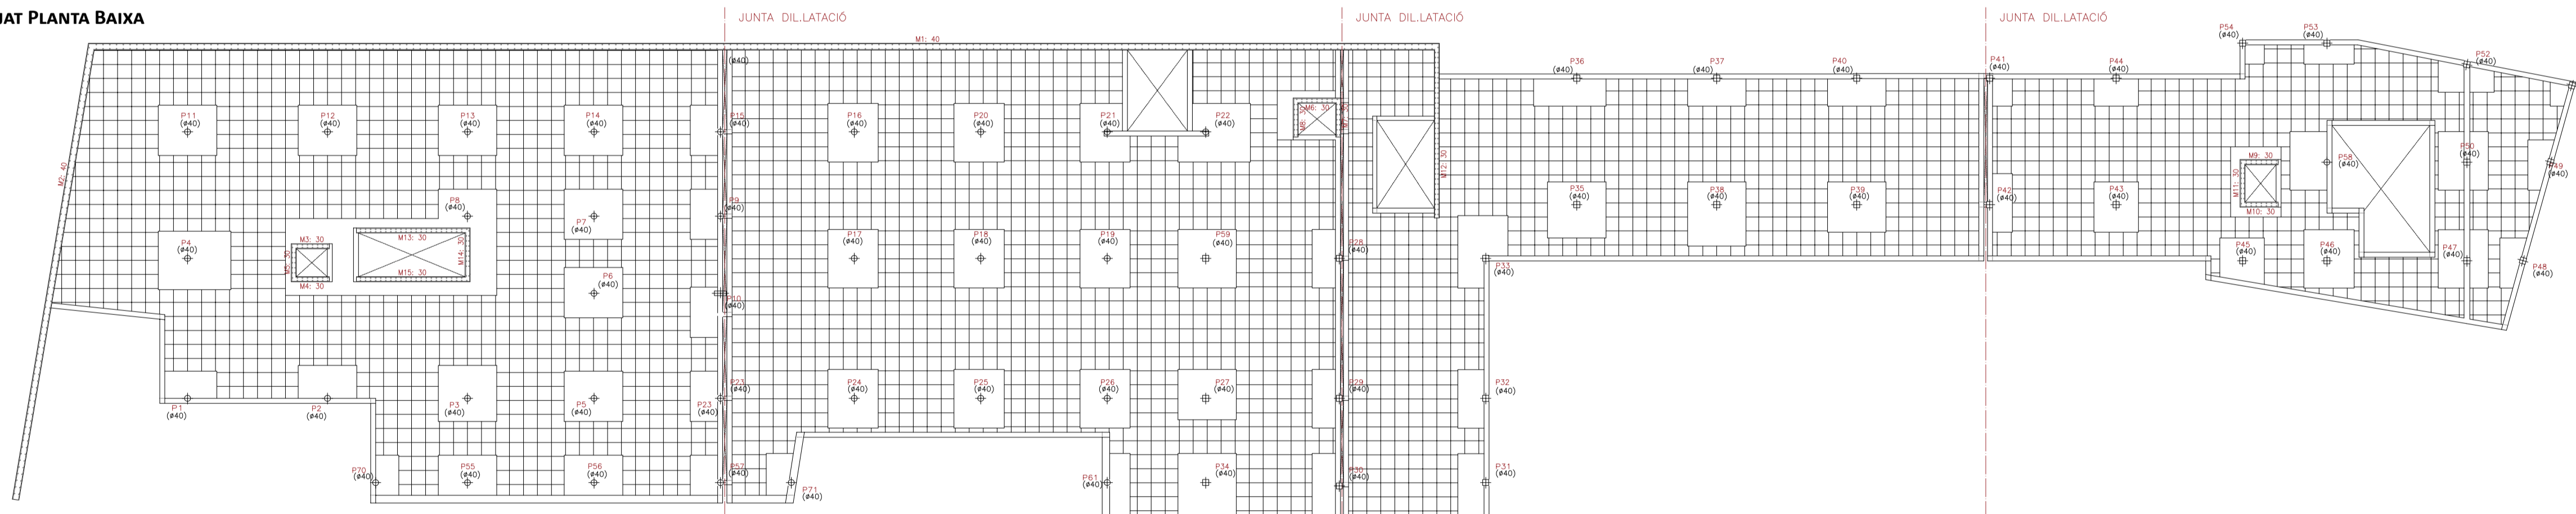 JAT PLANTA BAIXA
JUNTA DIL.LATACIÓ
JUNTA DIL.LATACIÓ
JUNTA DIL.LATACIÓ
M1: 40
M2: 40
(ø40)
P11
(ø40)
P12
(ø40)
P13
(ø40)
P14
(ø40)
P15
(ø40)
P16
(ø40)
P20
(ø40)
P21
(ø40)
P22
(ø40)
M6: 30
M12: 30
P36
(ø40)
P37
(ø40)
P40
(ø40)
P41
(ø40)
P44
(ø40)
P54
(ø40)
P53
(ø40)
P52
(ø40)
P58
(ø40)
P50
(ø40)
P49
(ø40)
M9: 30
M11: 30
M10: 30
P8
(ø40)
P7
(ø40)
P9
(ø40)
P4
(ø40)
M3: 30
M5: 30
M4: 30
M13: 30
M14: 30
M15: 30
P6
(ø40)
P10
(ø40)
P17
(ø40)
P18
(ø40)
P19
(ø40)
P59
(ø40)
P28
(ø40)
P35
(ø40)
P38
(ø40)
P39
(ø40)
P42
(ø40)
P43
(ø40)
P33
(ø40)
P45
(ø40)
P46
(ø40)
P47
(ø40)
P48
(ø40)
P1
(ø40)
P2
(ø40)
P3
(ø40)
P5
(ø40)
P23
(ø40)
P23
(ø40)
P24
(ø40)
P25
(ø40)
P26
(ø40)
P27
(ø40)
P29
(ø40)
P32
(ø40)
P70
(ø40)
P55
(ø40)
P56
(ø40)
P57
(ø40)
P71
(ø40)
P61
(ø40)
P34
(ø40)
P30
(ø40)
P31
(ø40)